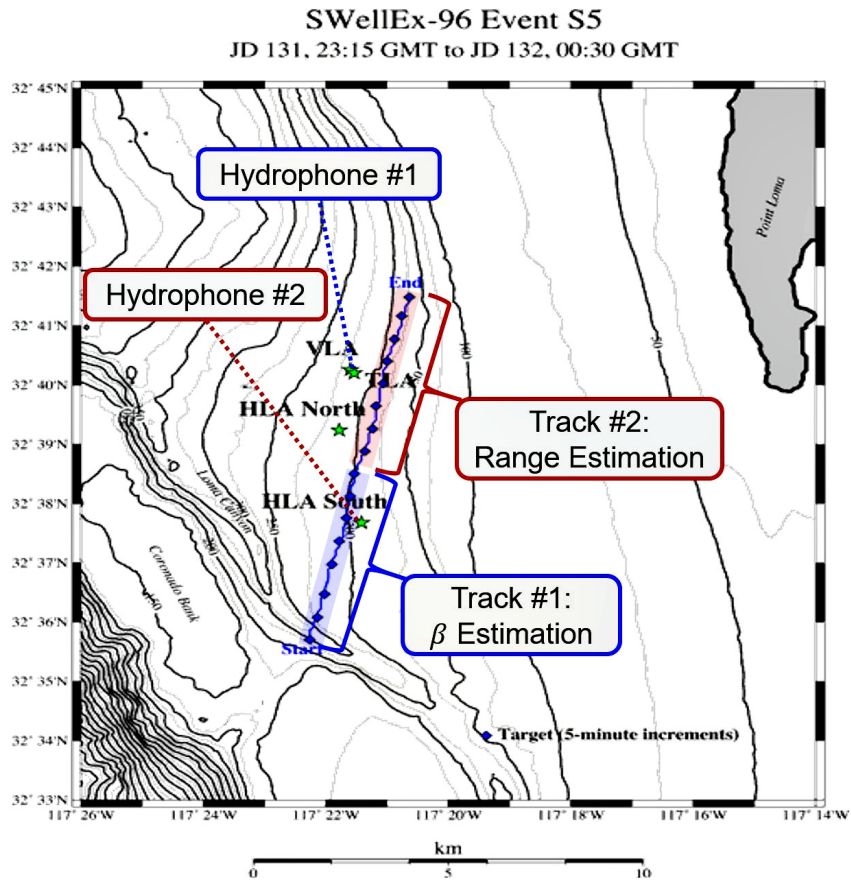 SWellEx-96 Event S5
JD 131, 23:15 GMT to JD 132, 00:30 GMT
32° 45'N
32° 44'N
Hydrophone #1
Point Loma
32° 43'N
32° 42'N
End
Hydrophone #2
32° 41'N
VLA
100
50
32° 40'N
TLA
HLA North
Track #2:
Range Estimation
32° 39'N
32° 38'N
HLA South
Loma Canyon
250
200
32° 37'N
Coronado Bank
Track #1:
β Estimation
32° 36'N
Start
32° 35'N
Target (5-minute increments)
32° 34'N
32° 33'N
117° 26'W
117° 24'W
117° 22'W
117° 20'W
117° 18'W
117° 16'W
117° 14'W
km
0
5
10